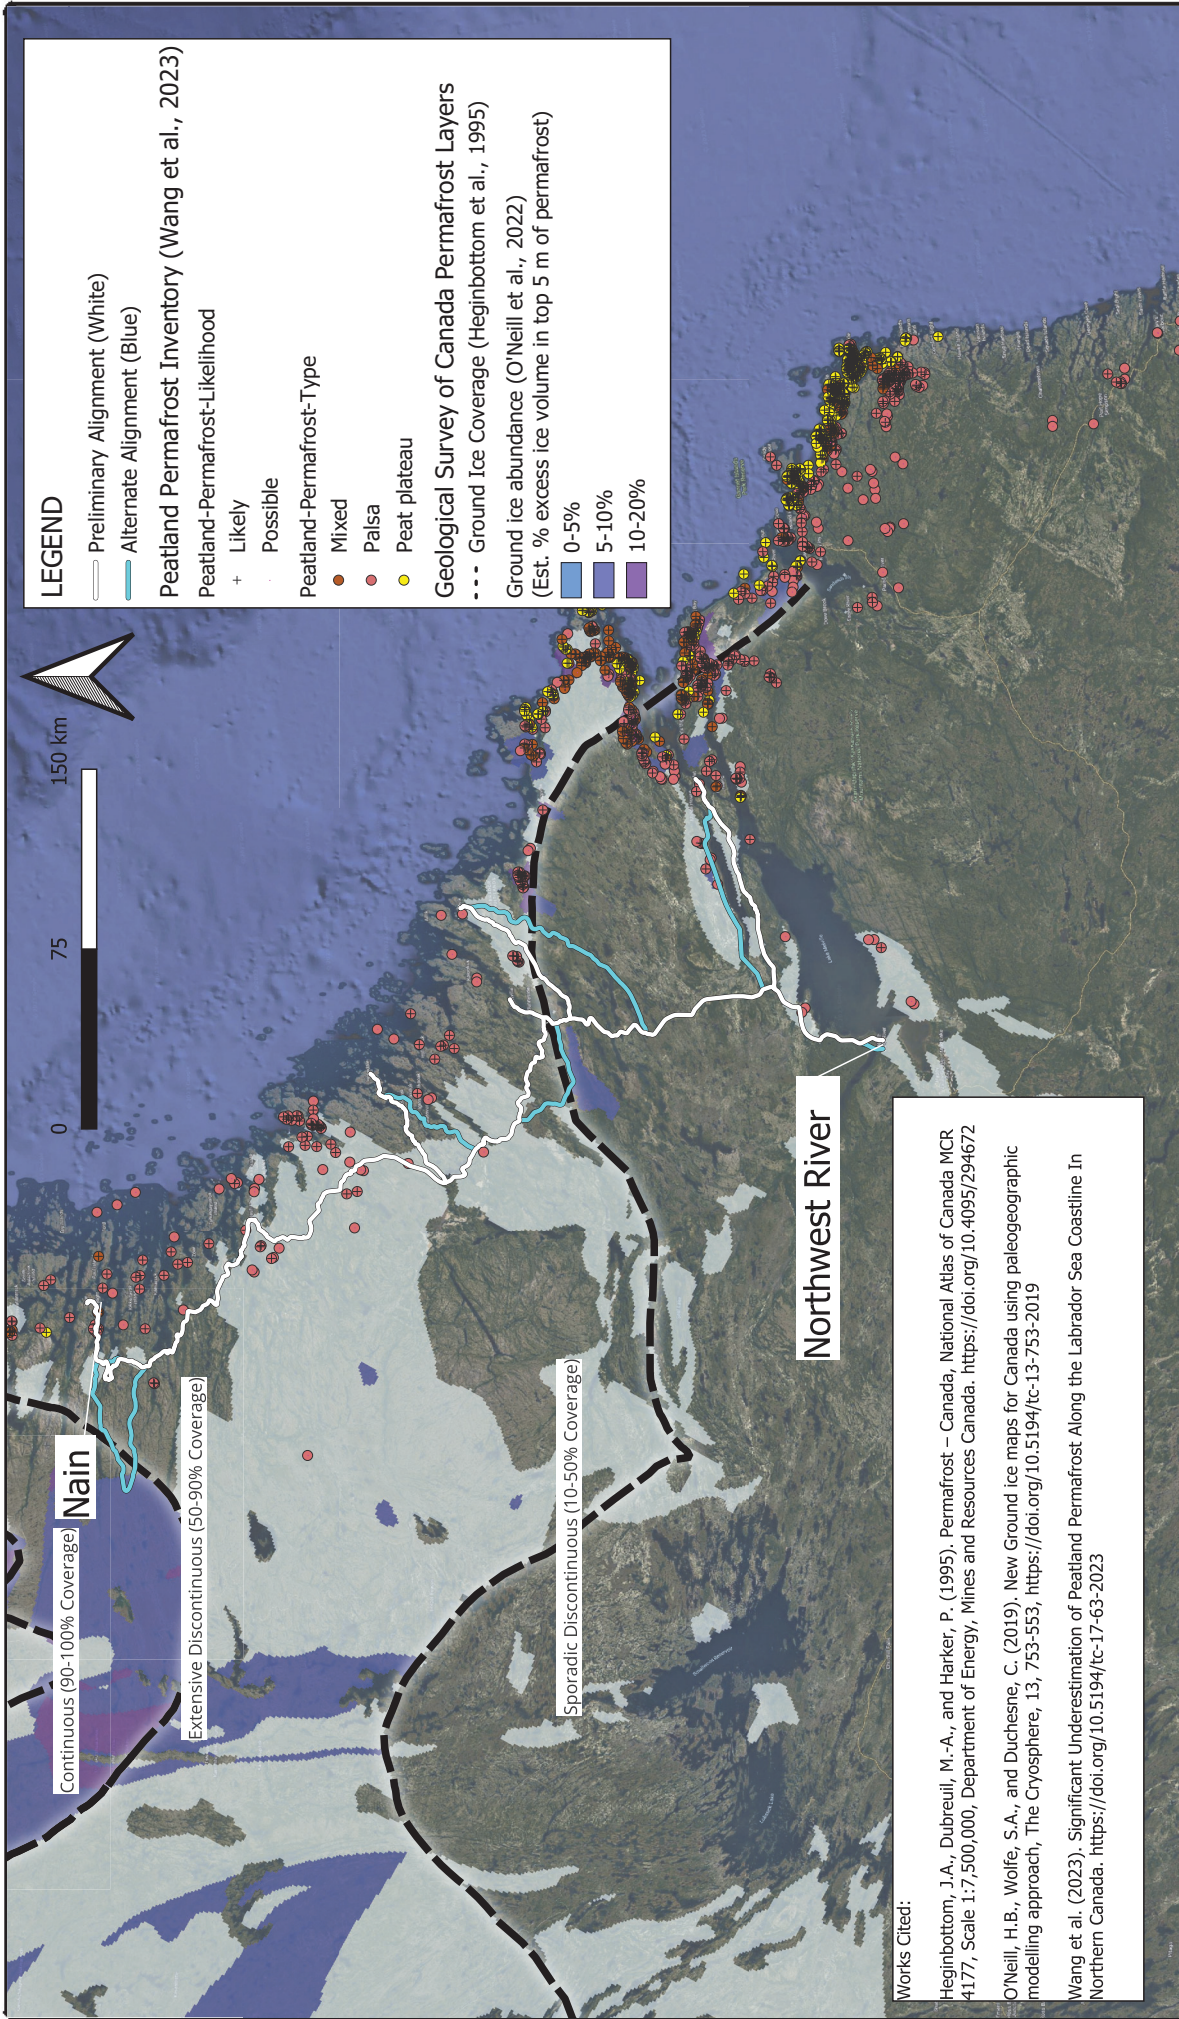 LEGEND
Preliminary Alignment (White)
Alternate Alignment (Blue)
Peatland Permafrost Inventory (Wang et al., 2023)
Peatland-Permafrost-Likelihood
Likely
Possible
Peatland-Permafrost-Type
Mixed
Palsa
Peat plateau
Geological Survey of Canada Permafrost Layers
Ground Ice Coverage (Heginbottom et al., 1995)
Ground ice abundance (O'Neill et al., 2022)
(Est. % excess ice volume in top 5 m of permafrost)
0-5%
5-10%
10-20%
0 75 150 km
Nain
Continuous (90-100% Coverage)
Extensive Discontinuous (50-90% Coverage)
Sporadic Discontinuous (10-50% Coverage)
Northwest River
Works Cited:
Heginbottom, J.A., Dubreuil, M.-A., and Harker, P. (1995). Permafrost – Canada, National Atlas of Canada MCR
4177, Scale 1:7,500,000, Department of Energy, Mines and Resources Canada. https://doi.org/10.4095/294672
O'Neill, H.B., Wolfe, S.A., and Duchesne, C. (2019). New Ground ice maps for Canada using paleogeographic
modelling approach, The Cryosphere, 13, 753-553, https://doi.org/10.5194/tc-13-753-2019
Wang et al. (2023). Significant Underestimation of Peatland Permafrost Along the Labrador Sea Coastline In
Northern Canada. https://doi.org/10.5194/tc-17-63-2023